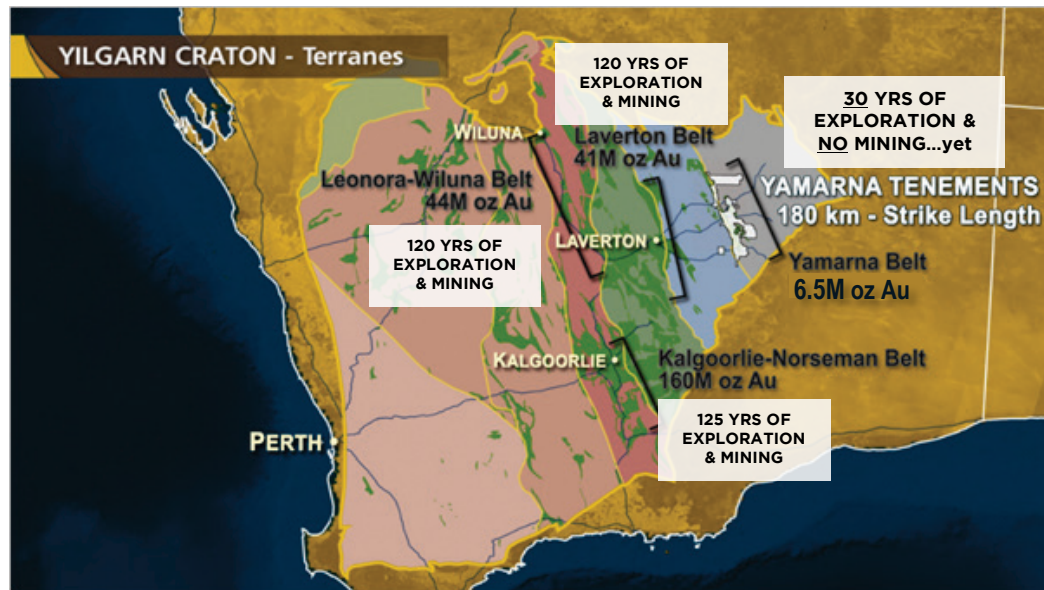 YILGARN CRATON - Terranes
120 YRS OF
EXPLORATION
& MINING
30 YRS OF
EXPLORATION &
NO MINING...yet
WILUNA
Laverton Belt
41M oz Au
Leonora-Wiluna Belt
44M oz Au
YAMARNA TENEMENTS
180 km - Strike Length
120 YRS OF
EXPLORATION
& MINING
LAVERTON
Yamarna Belt
6.5M oz Au
KALGOORLIE
Kalgoorlie-Norseman Belt
160M oz Au
125 YRS OF
EXPLORATION
& MINING
PERTH